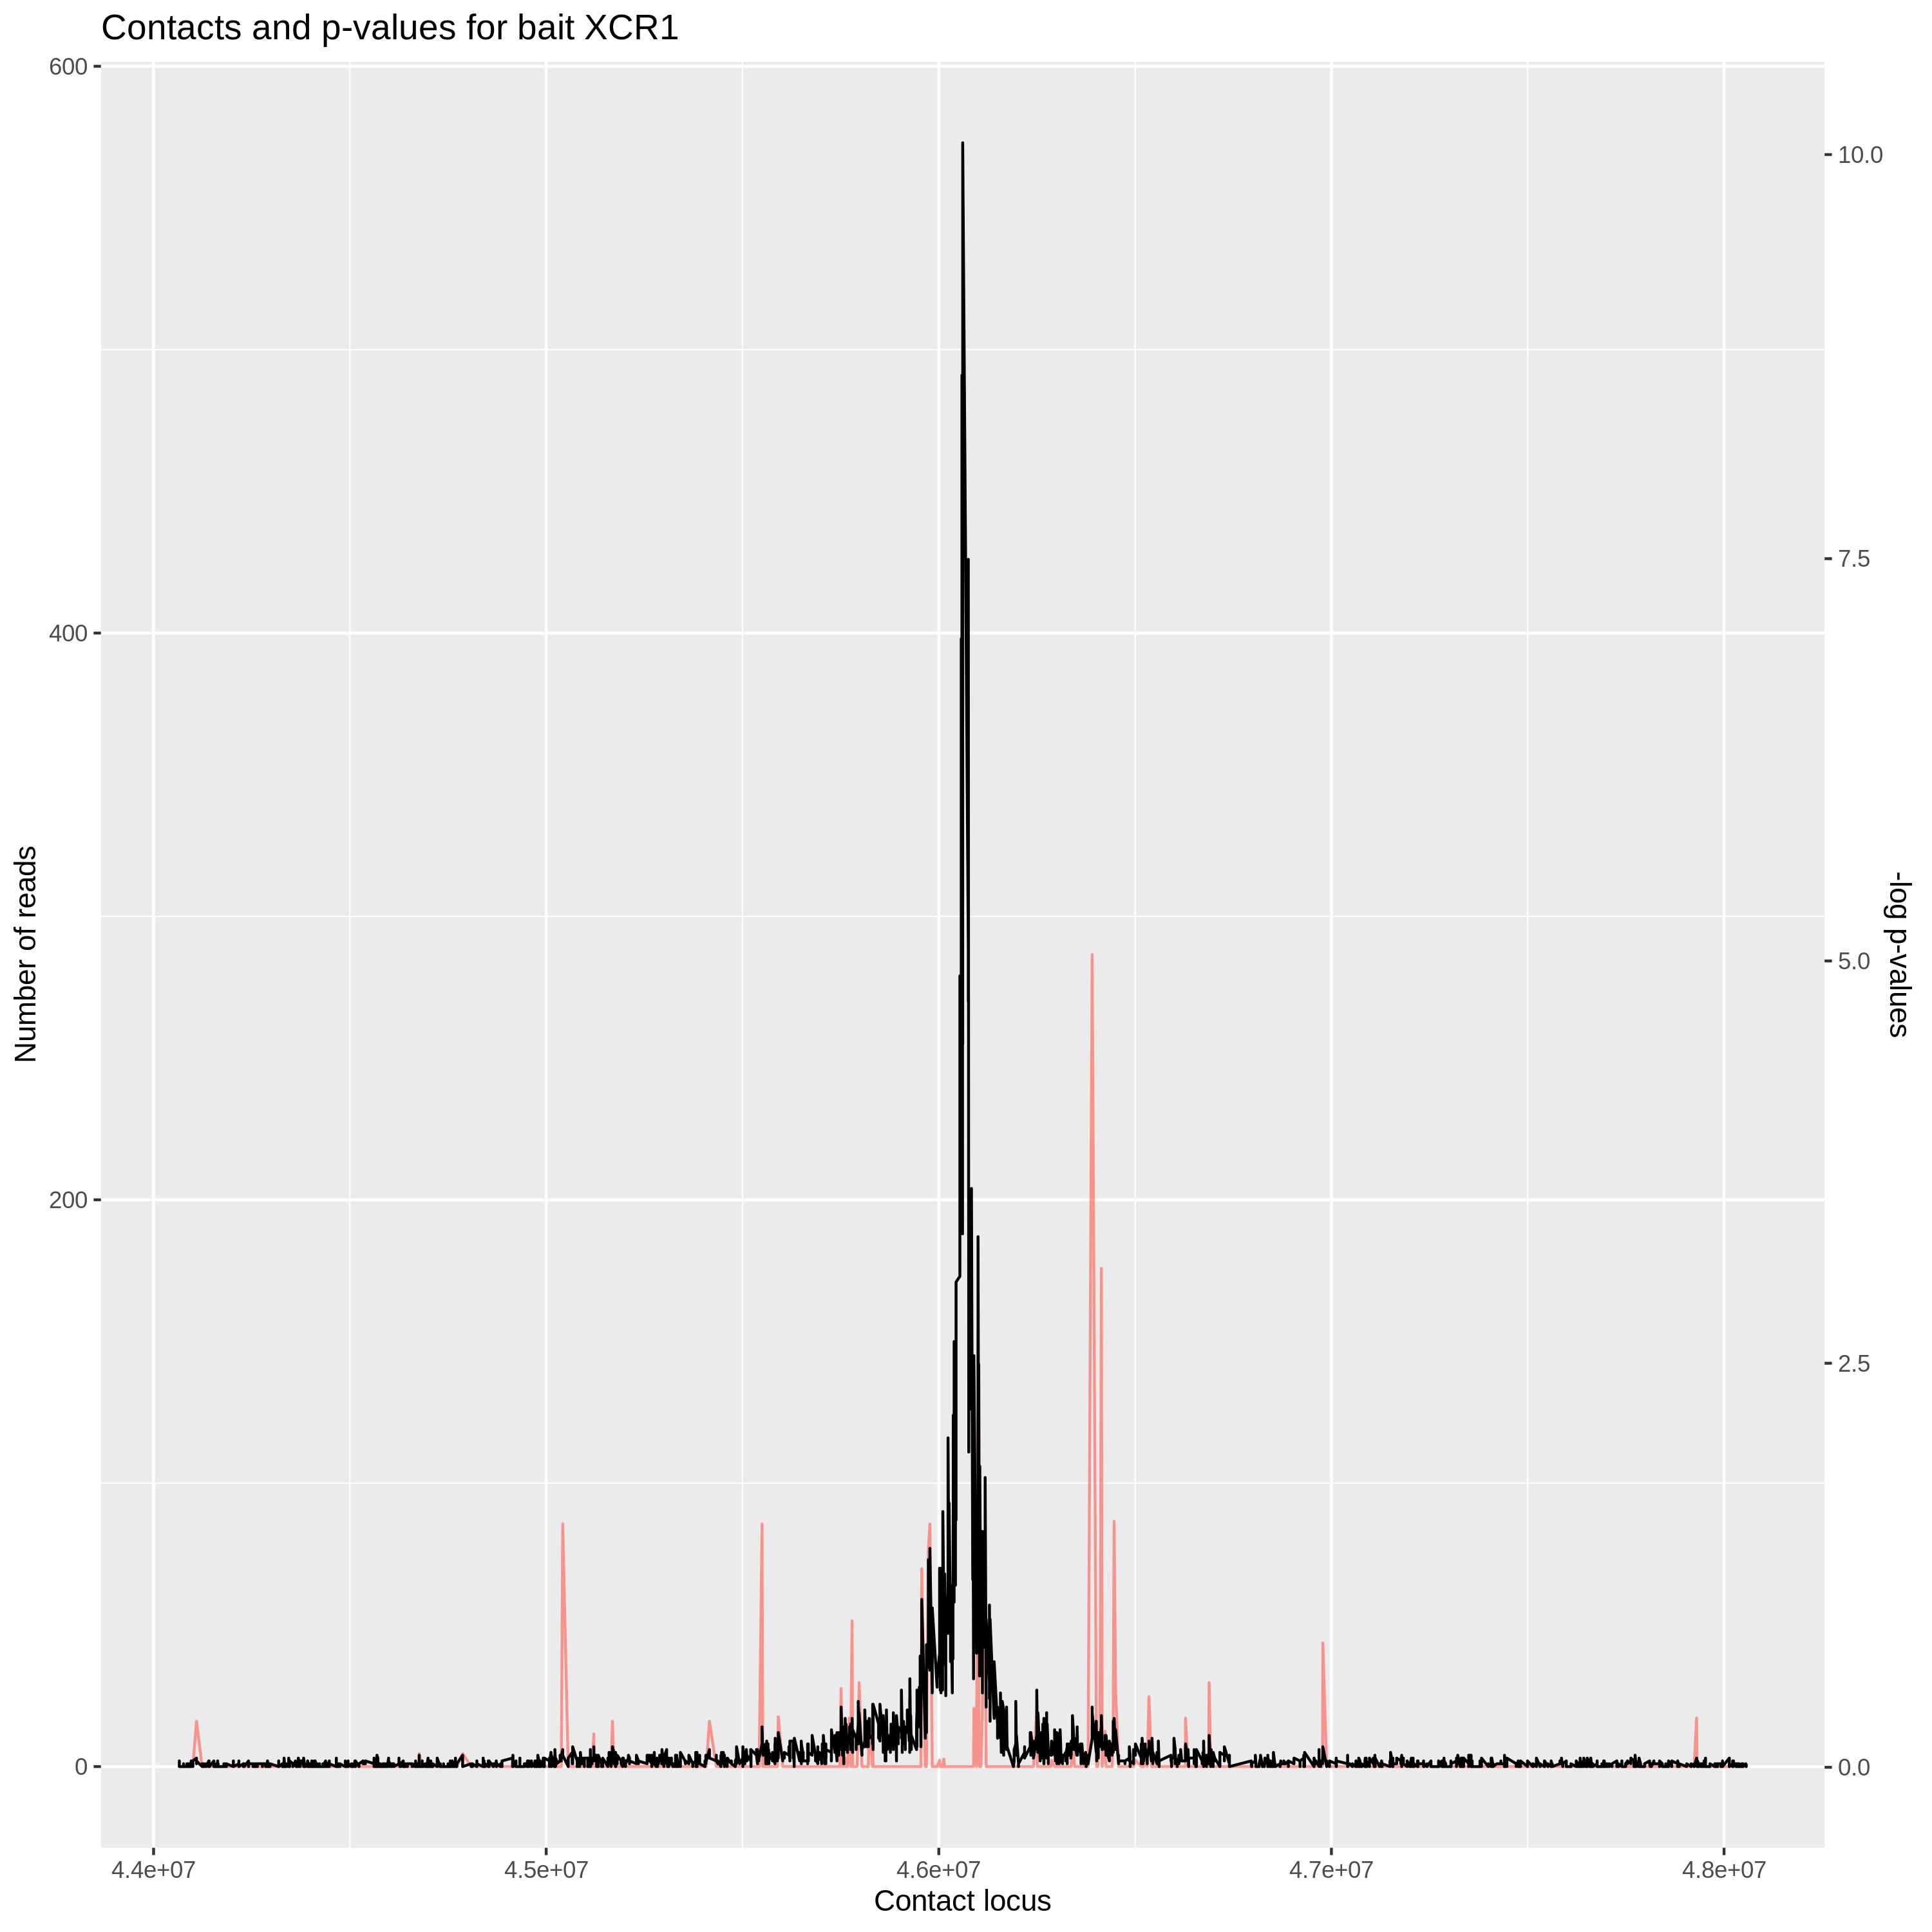 Contacts and p-values for bait XCR1
600
400
200
0
Number of reads
10.0
7.5
5.0
2.5
0.0
-log p-values
4.4e+07
4.5e+07
4.6e+07
4.7e+07
4.8e+07
Contact locus